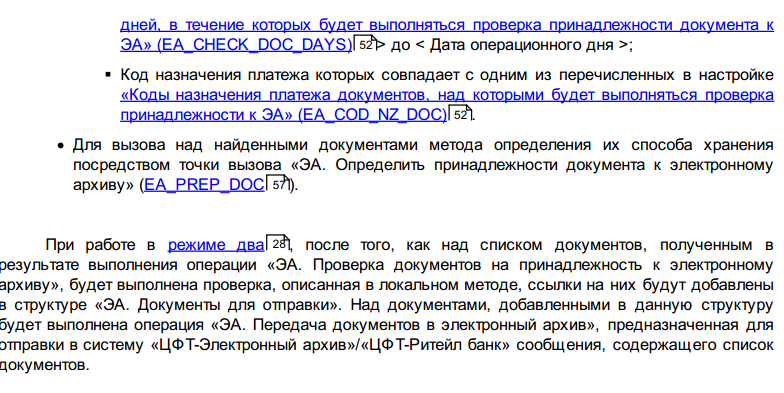 дней, в течение которых будет выполняться проверка принадлежности документа к
ЭА» (EA_CHECK_DOC_DAYS) 52 > до < Дата операционного дня >;
▪ Код назначения платежа которых совпадает с одним из перечисленных в настройке
«Коды назначения платежа документов, над которыми будет выполняться проверка
принадлежности к ЭА» (EA_COD_NZ_DOC) 52 .
• Для вызова над найденными документами метода определения их способа хранения
посредством точки вызова «ЭА. Определить принадлежности документа к электронному
архиву» (EA_PREP_DOC 57 ).
При работе в режиме два 28 , после того, как над списком документов, полученным в
результате выполнения операции «ЭА. Проверка документов на принадлежность к электронному
архиву», будет выполнена проверка, описанная в локальном методе, ссылки на них будут добавлены
в структуре «ЭА. Документы для отправки». Над документами, добавленными в данную структуру
будет выполнена операция «ЭА. Передача документов в электронный архив», предназначенная для
отправки в систему «ЦФТ-Электронный архив»/«ЦФТ-Ритейл банк» сообщения, содержащего список
документов.